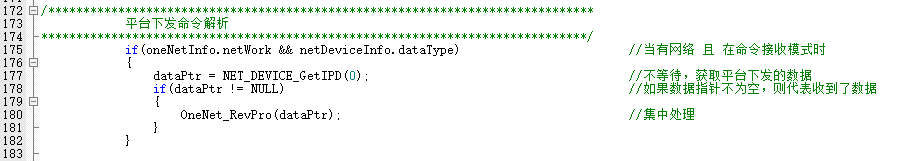 171
172 /******************************************************************************
173 平台下发命令解析
174 ******************************************************************************/
175 if(oneNetInfo.netWork && netDeviceInfo.dataType) //当有网络 且 在命令接收模式时
176 {
177 dataPtr = NET_DEVICE_GetIPD(0); //不等待，获取平台下发的数据
178 if(dataPtr != NULL) //如果数据指针不为空，则代表收到了数据
179 {
180 OneNet_RevPro(dataPtr); //集中处理
181 }
182 }
183